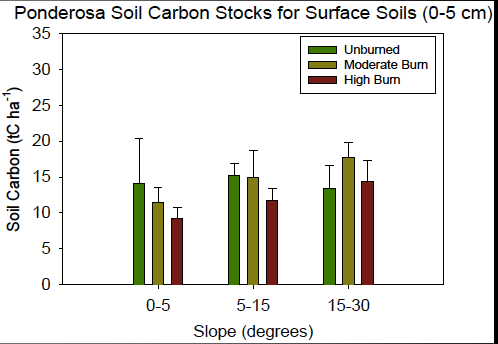 Ponderosa Soil Carbon Stocks for Surface Soils (0-5 cm)
Soil Carbon (tC ha⁻¹)
35
30
25
20
15
10
5
0
Unburned
Moderate Burn
High Burn
0-5 5-15 15-30
Slope (degrees)